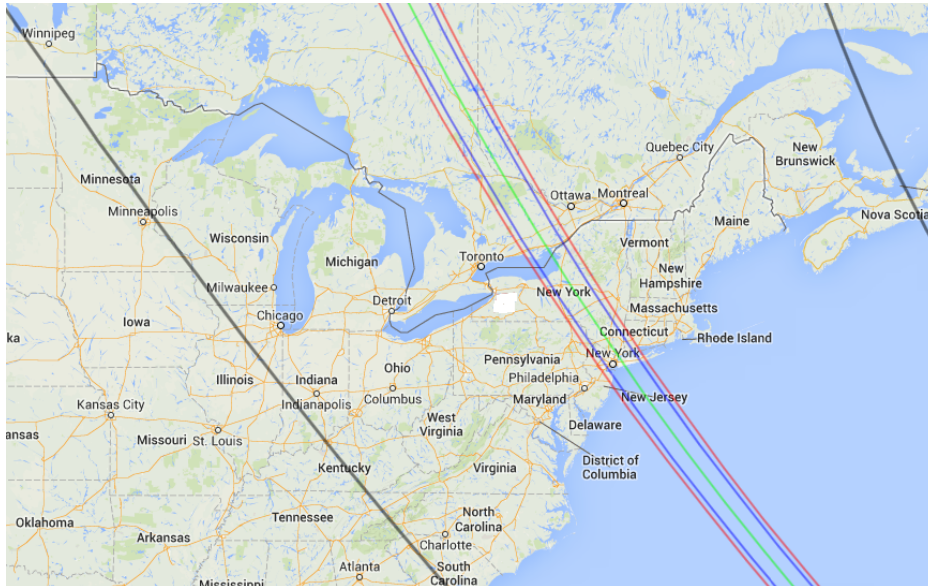 Winnipeg
Quebec City
New
Brunswick
Minnesota
Ottawa
Montreal
Maine
Nova Scotia
Minneapolis
Vermont
Wisconsin
Michigan
Toronto
New
Hampshire
Milwaukee
Detroit
New York
Massachusetts
Chicago
Iowa
Connecticut
Rhode Island
ka
Ohio
Pennsylvania
New York
Illinois
Indiana
Columbus
Philadelphia
New Jersey
Kansas City
Indianapolis
Maryland
ansas
Missouri
St. Louis
West
Virginia
Delaware
Kentucky
Virginia
District of
Columbia
Oklahoma
Tennessee
North
Carolina
Arkansas
Charlotte
Atlanta
South
Carolina
Mississippi